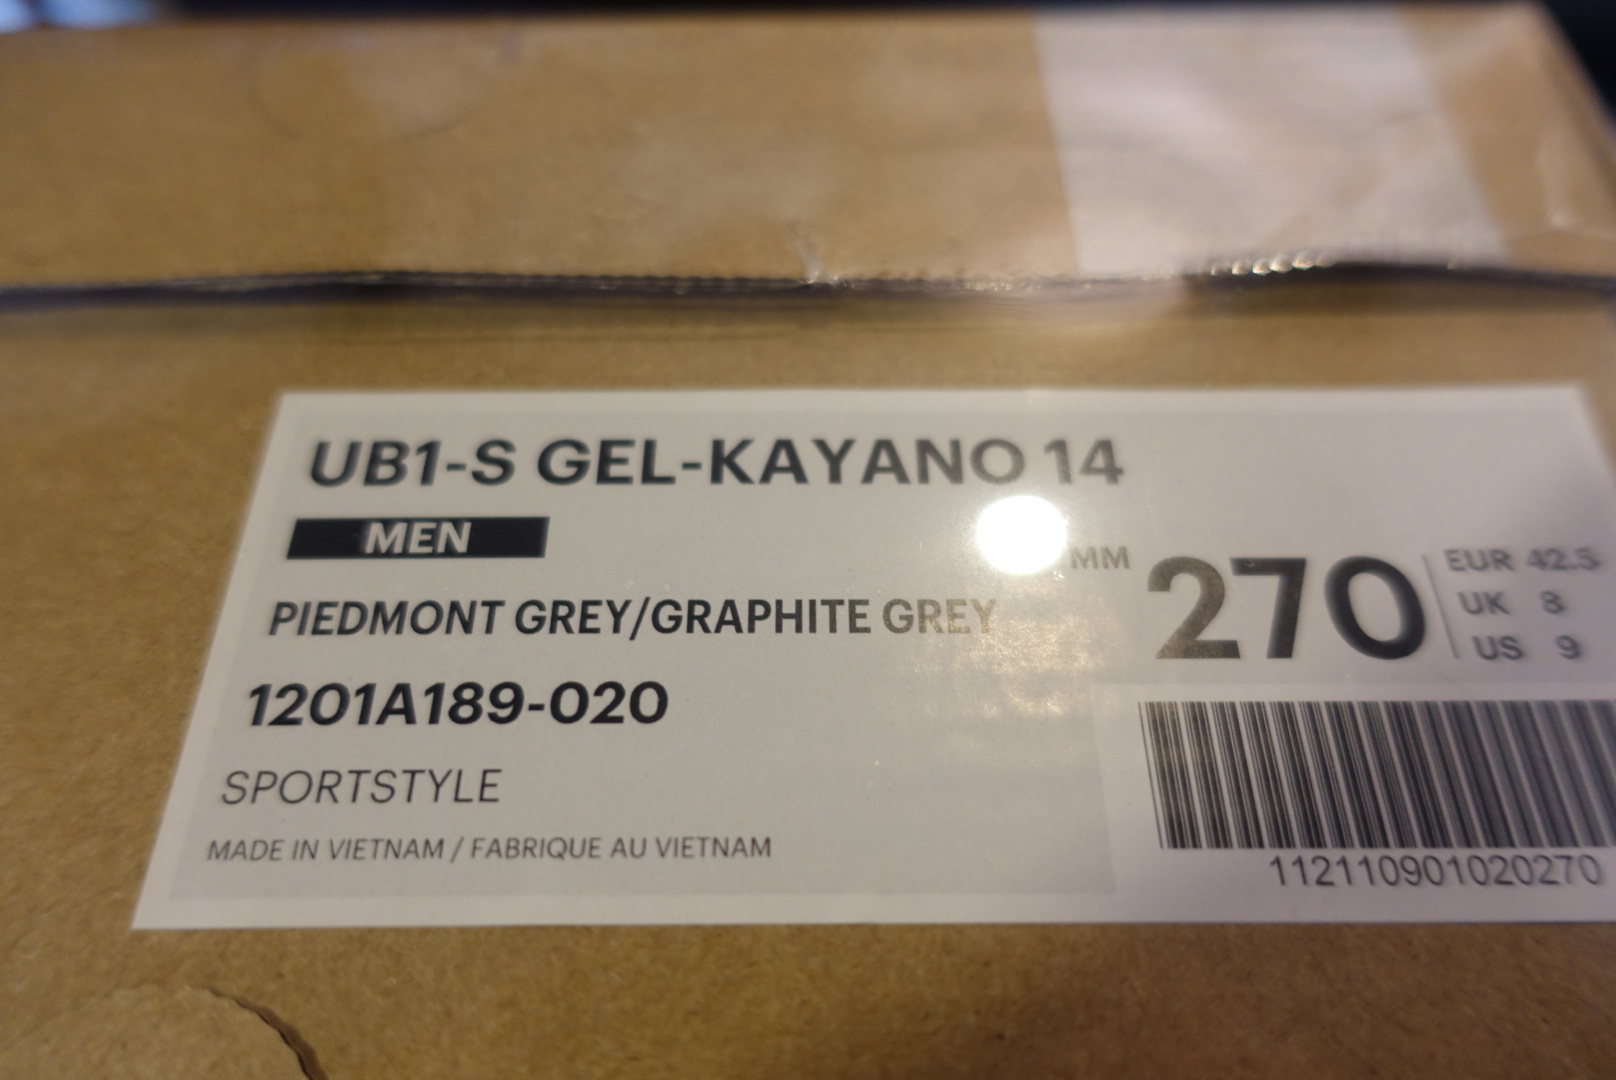 UB1-S GEL-KAYANO 14
MEN
PIEDMONT GREY/GRAPHITE GREY
1201A189-020
SPORTSTYLE
MADE IN VIETNAM / FABRIQUE AU VIETNAM
MM 270
EUR 42.5
UK 8
US 9
112110901020270